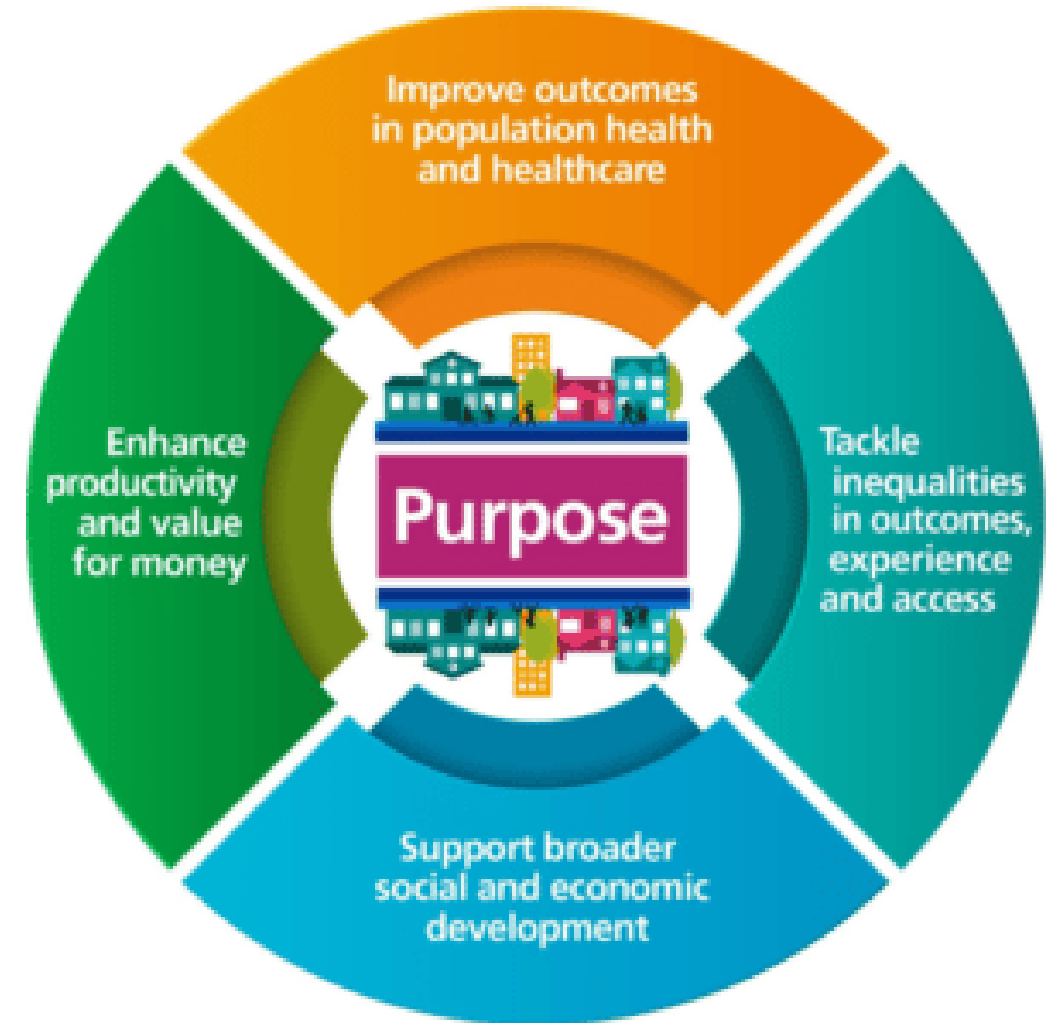 Improve outcomes
in population health
and healthcare
Tackle
inequalities
in outcomes,
experience
and access
Support broader
social and economic
development
Enhance
productivity
and value
for money
Purpose